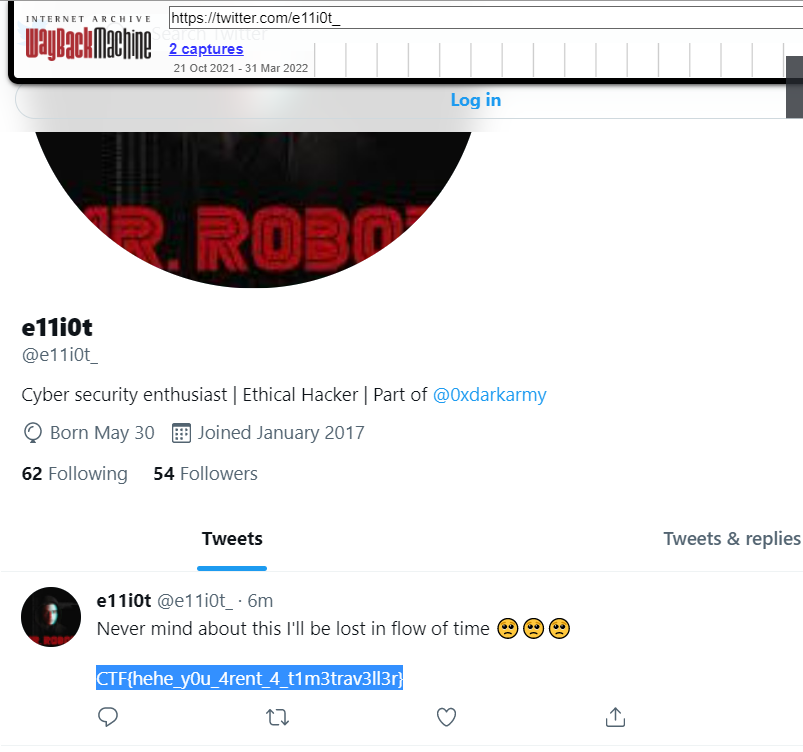 INTERNET ARCHIVE
WayBackMachine
https://twitter.com/e11i0t_
Search Twitter
2 captures
21 Oct 2021 - 31 Mar 2022
Log in
MR. ROBOT
e11i0t
@e11i0t_
Cyber security enthusiast | Ethical Hacker | Part of @0xdarkarmy
Born May 30 Joined January 2017
62 Following 54 Followers
Tweets Tweets & replies
e11i0t @e11i0t_ · 6m
Never mind about this I'll be lost in flow of time 🥺🥺🥺
CTF{hehe_y0u_4rent_4_t1m3trav3ll3r}